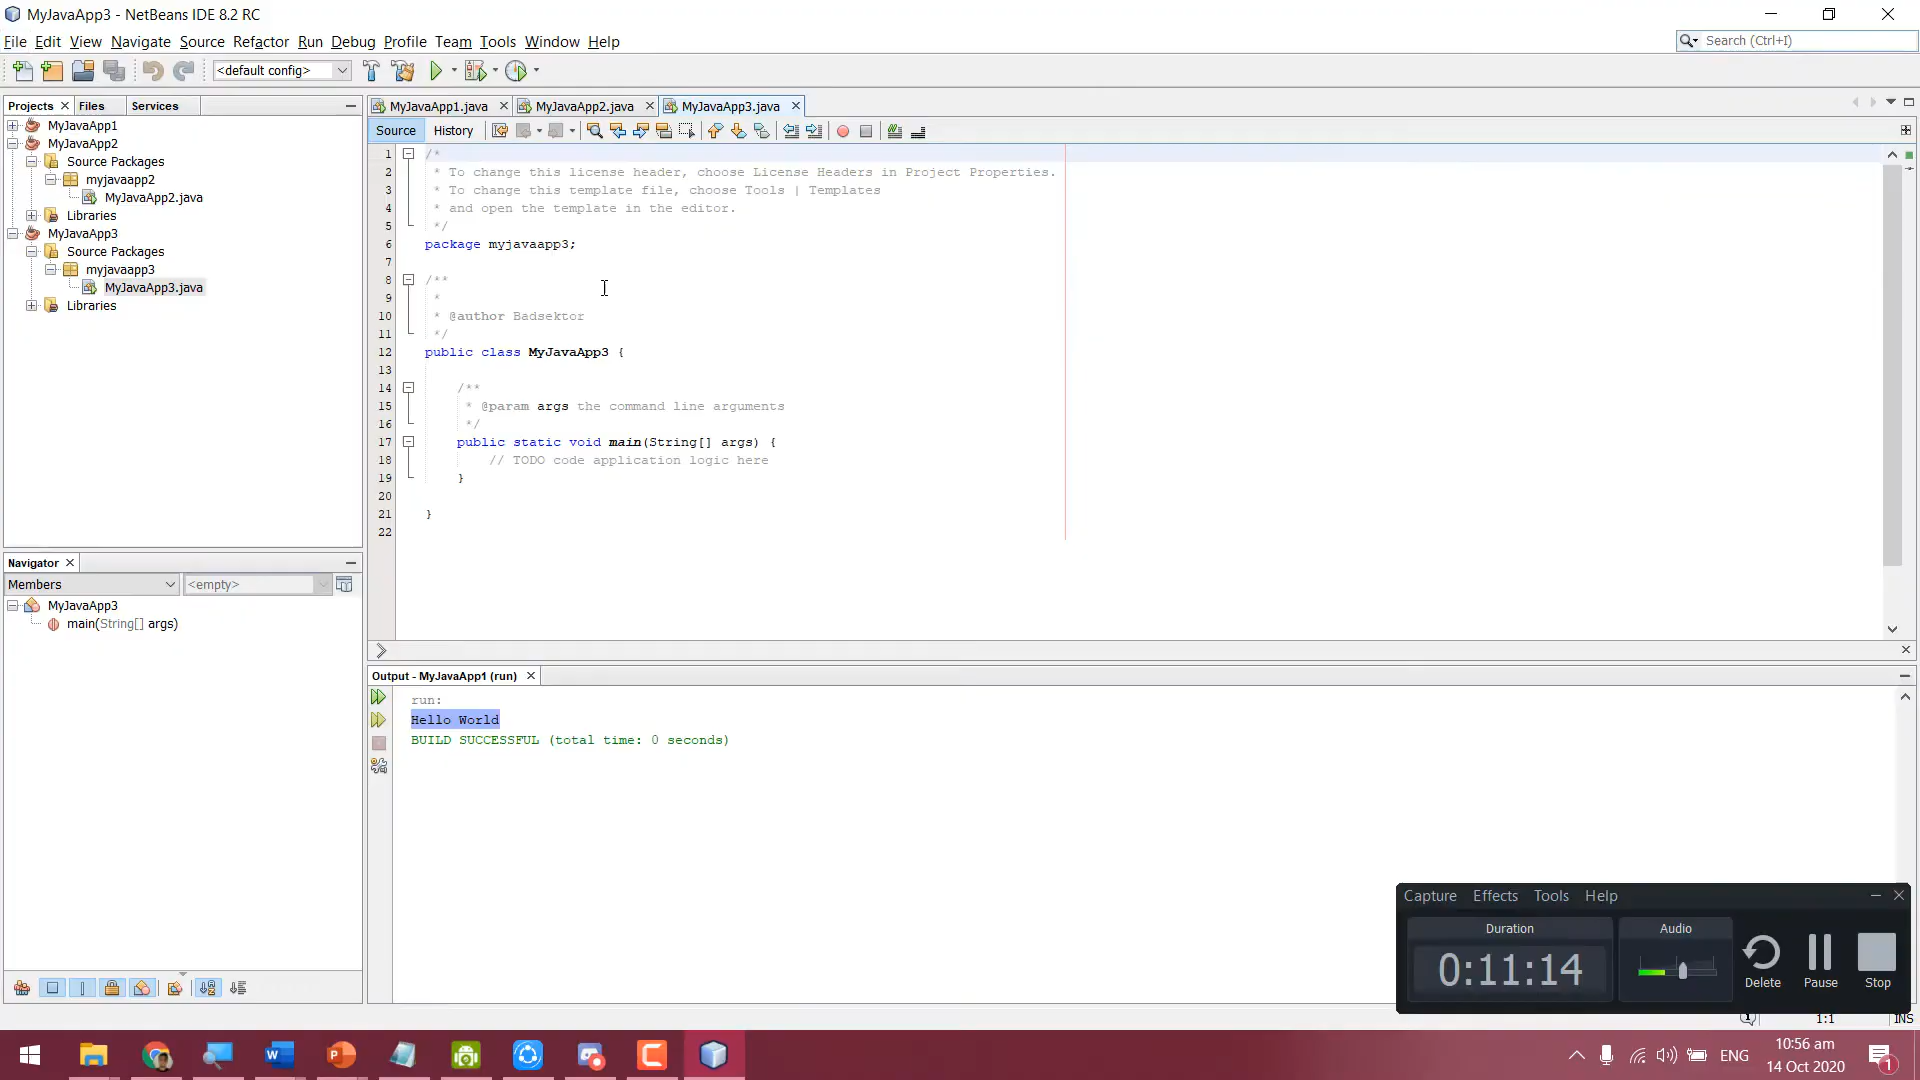 MyJavaApp3 - NetBeans IDE 8.2 RC
File Edit View Navigate Source Refactor Run Debug Profile Team Tools Window Help
Search (Ctrl+I)
<default config>
Projects Files Services
MyJavaApp1
MyJavaApp2
Source Packages
myjavaapp2
MyJavaApp2.java
Libraries
MyJavaApp3
Source Packages
myjavaapp3
MyJavaApp3.java
Libraries
MyJavaApp1.java MyJavaApp2.java MyJavaApp3.java
Source History
1 /*
2 * To change this license header, choose License Headers in Project Properties.
3 * To change this template file, choose Tools | Templates
4 * and open the template in the editor.
5 */
6 package myjavaapp3;
7
8 /**
9 *
10 * @author Badsektor
11 */
12 public class MyJavaApp3 {
13
14 /**
15 * @param args the command line arguments
16 */
17 public static void main(String[] args) {
18 // TODO code application logic here
19 }
20
21 }
22
Navigator
Members <empty>
MyJavaApp3
main(String[] args)
Output - MyJavaApp1 (run)
run:
Hello World
BUILD SUCCESSFUL (total time: 0 seconds)
Capture Effects Tools Help
Duration Audio
0:11:14
Delete Pause Stop
1:1 INS
ENG
10:56 am
14 Oct 2020
1